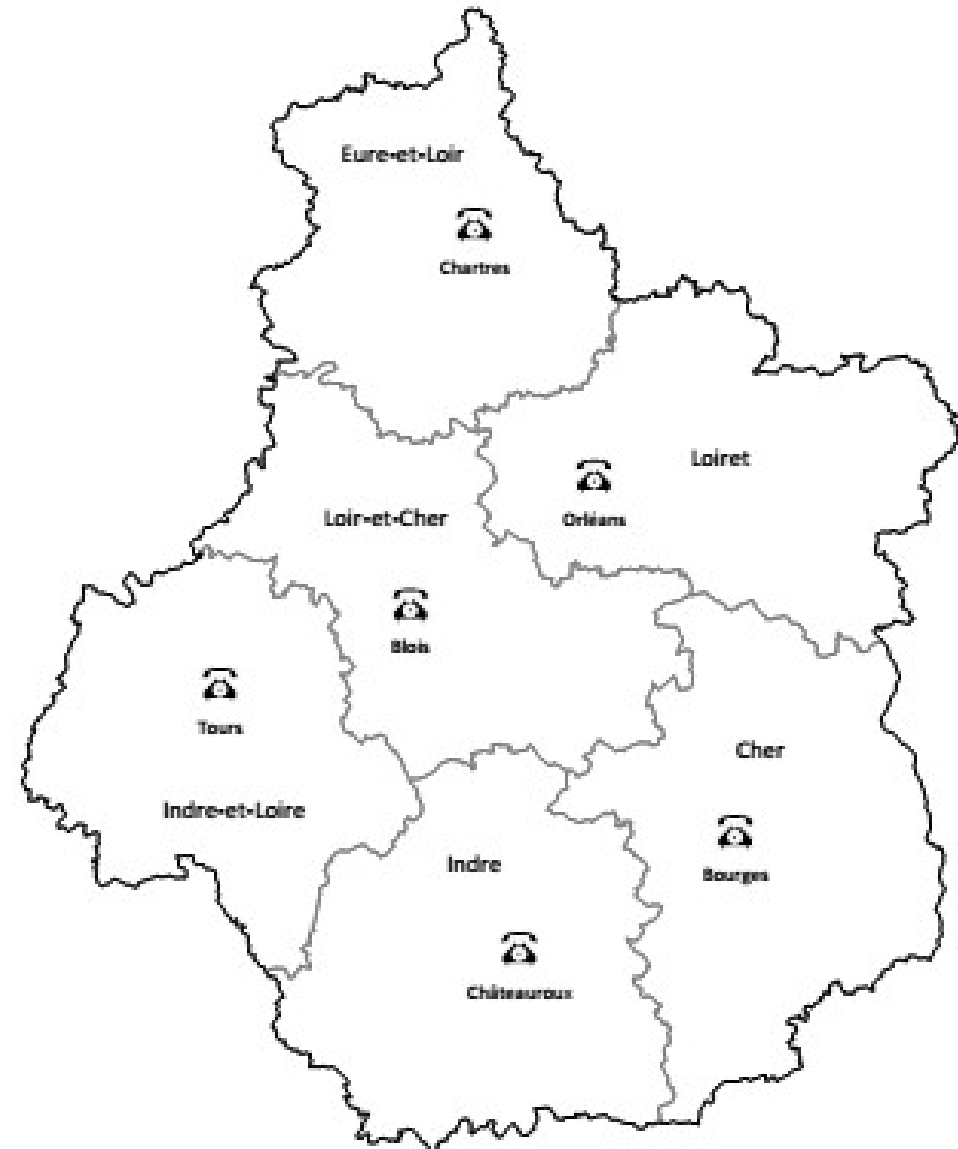 Eure-et-Loir
Chartres
Loiret
Loir-et-Cher
Orléans
Blois
Tours
Cher
Indre-et-Loire
Indre
Bourges
Châteauroux